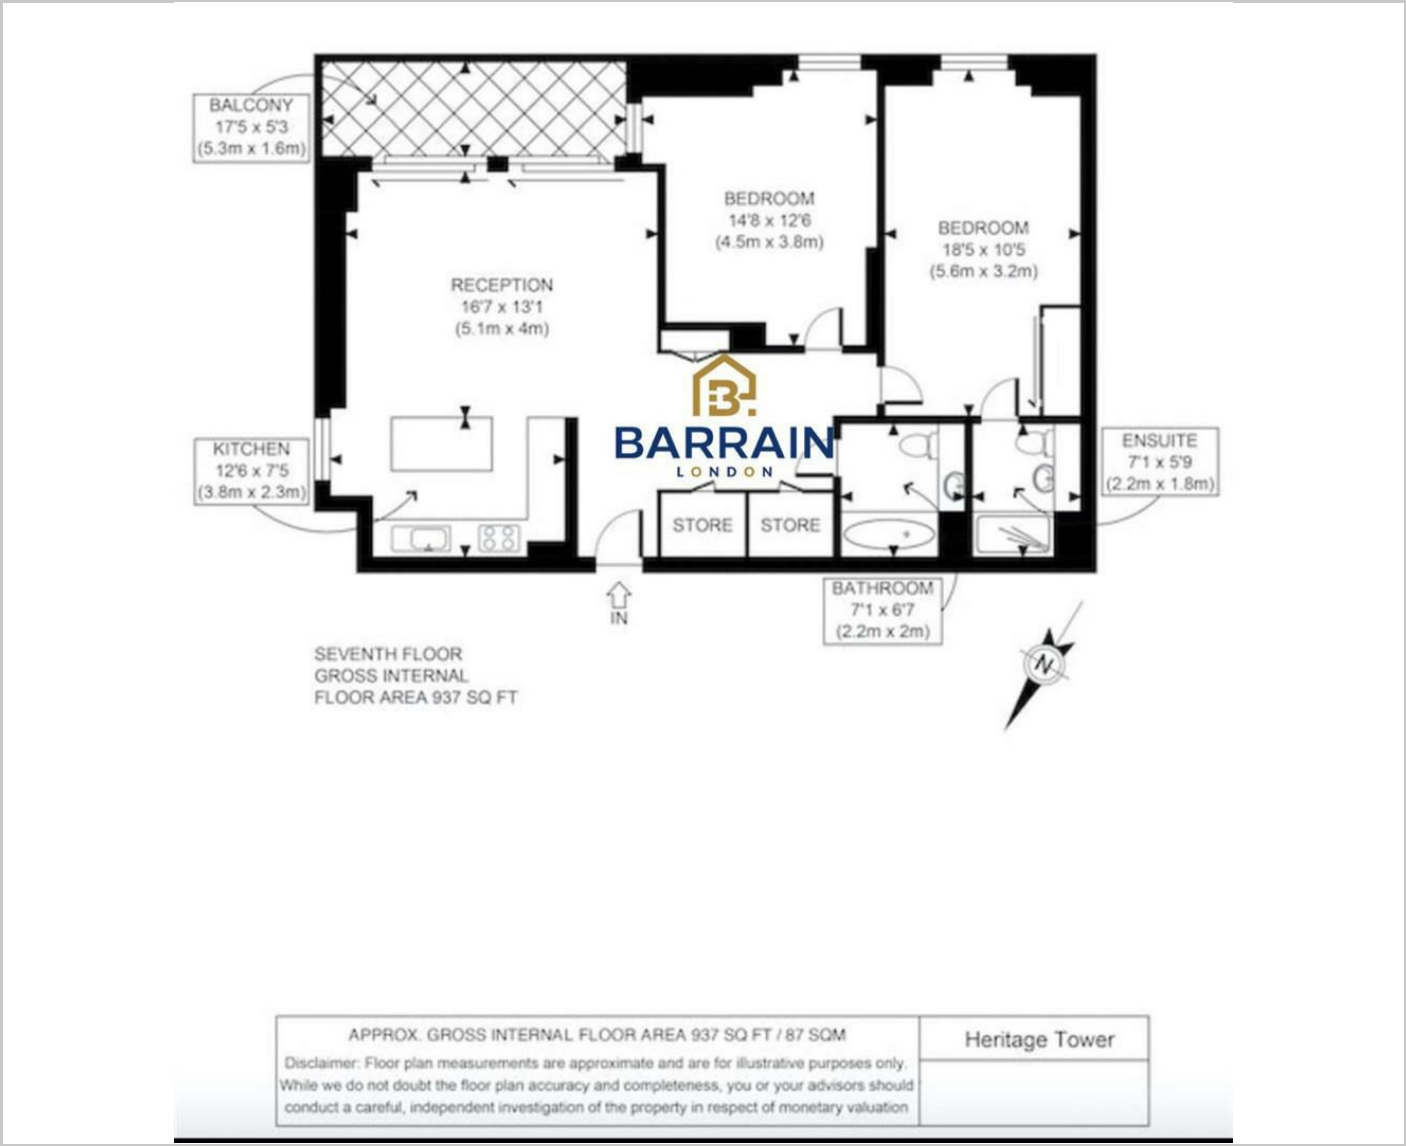 BALCONY
17'5 x 5'3
(5.3m x 1.6m)
BEDROOM
14'8 x 12'6
(4.5m x 3.8m)
BEDROOM
18'5 x 10'5
(5.6m x 3.2m)
RECEPTION
16'7 x 13'1
(5.1m x 4m)
B.
BARRAIN
LONDON
KITCHEN
12'6 x 7'5
(3.8m x 2.3m)
ENSUITE
7'1 x 5'9
(2.2m x 1.8m)
STORE
STORE
BATHROOM
7'1 x 6'7
(2.2m x 2m)
IN
N
SEVENTH FLOOR
GROSS INTERNAL
FLOOR AREA 937 SQ FT
APPROX. GROSS INTERNAL FLOOR AREA 937 SQ FT / 87 SQM
Disclaimer: Floor plan measurements are approximate and are for illustrative purposes only.
While we do not doubt the floor plan accuracy and completeness, you or your advisors should
conduct a careful, independent investigation of the property in respect of monetary valuation
Heritage Tower